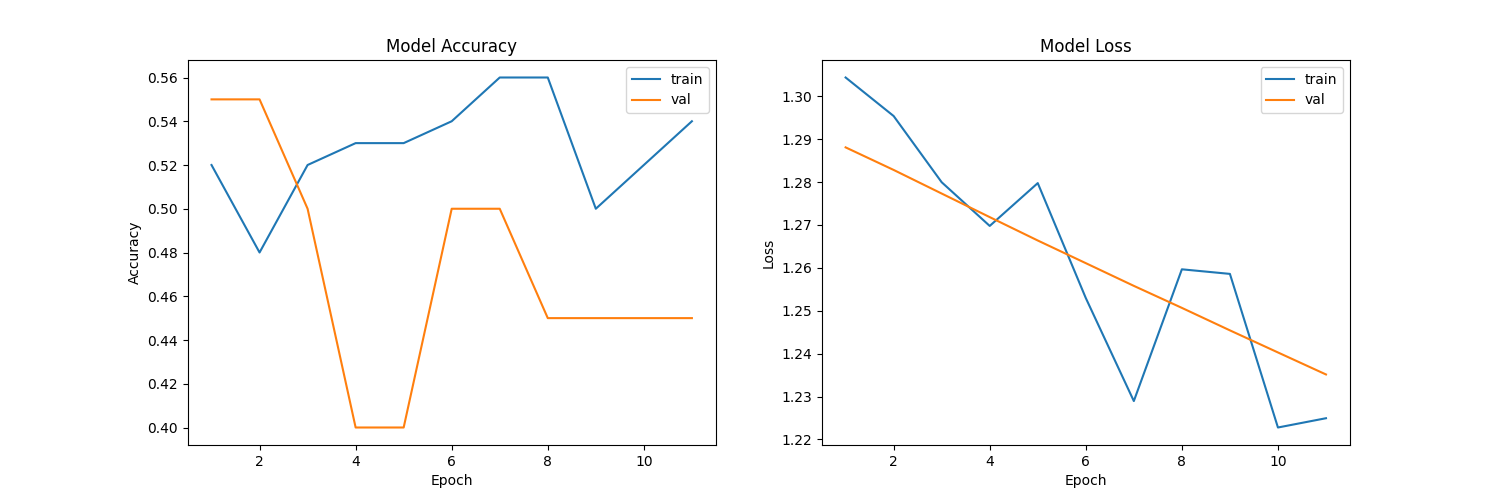 Model Accuracy
train
val
0.56
0.54
0.52
0.50
0.48
0.46
0.44
0.42
0.40
Accuracy
2 4 6 8 10
Epoch
Model Loss
train
val
1.30
1.29
1.28
1.27
1.26
1.25
1.24
1.23
1.22
Loss
2 4 6 8 10
Epoch